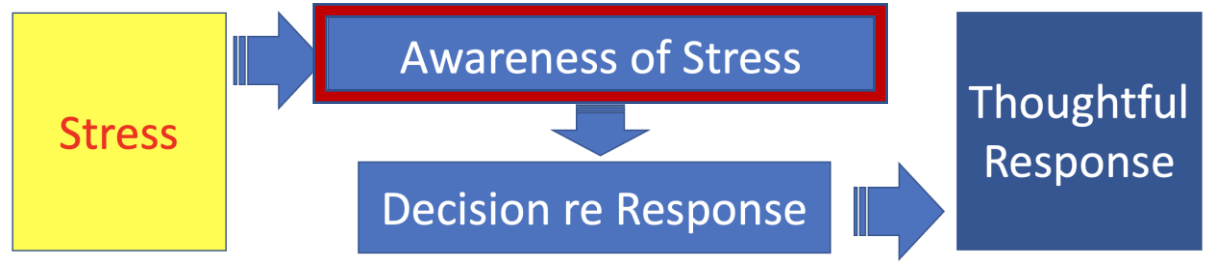 Stress
Awareness of Stress
Decision re Response
Thoughtful
Response